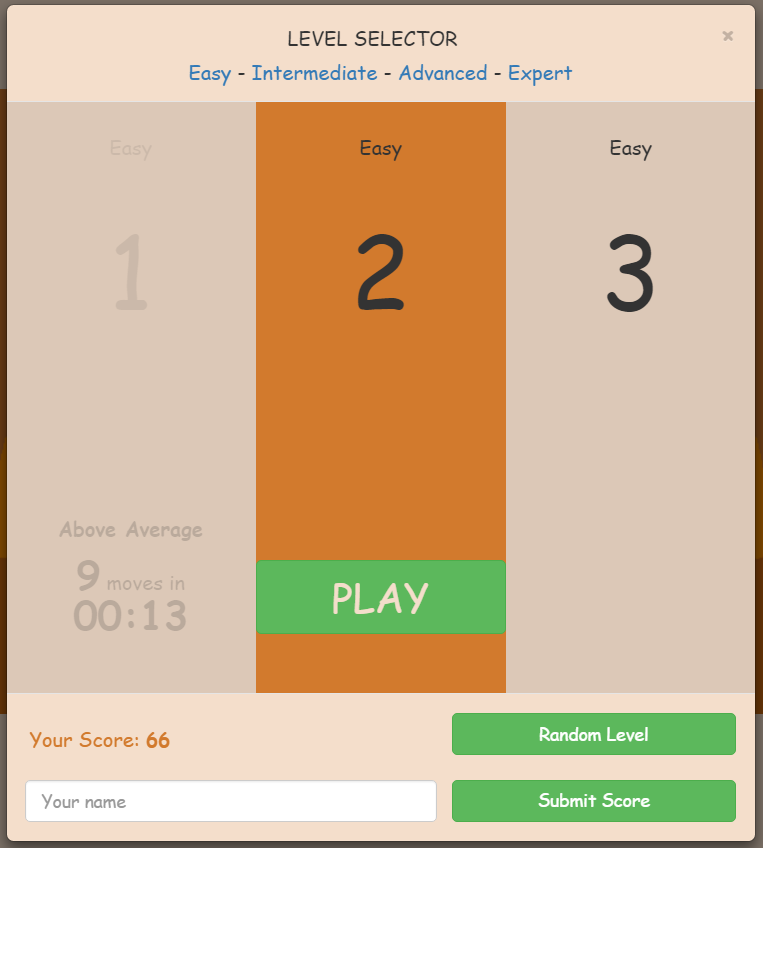 LEVEL SELECTOR
×
Easy - Intermediate - Advanced - Expert
Easy
1
Above Average
9 moves in
00:13
Easy
2
PLAY
Easy
3
Your Score: 66
Random Level
Your name
Submit Score